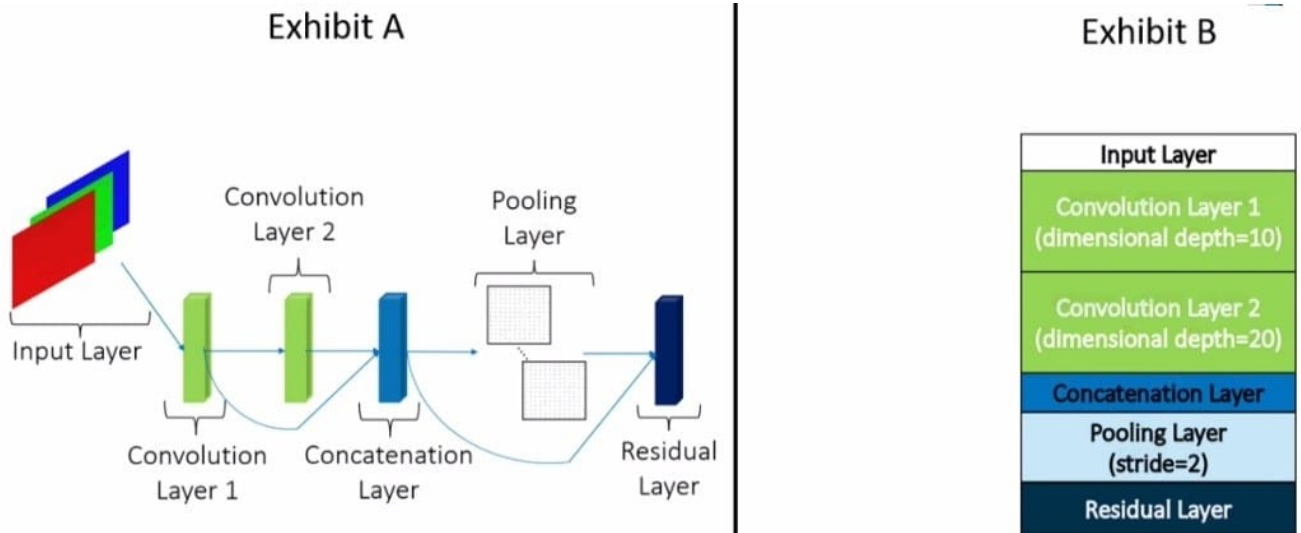 Exhibit A
Convolution
Layer 2
Pooling
Layer
Input Layer
Convolution
Layer 1
Concatenation
Layer
Residual
Layer
Exhibit B
Input Layer
Convolution Layer 1
(dimensional depth=10)
Convolution Layer 2
(dimensional depth=20)
Concatenation Layer
Pooling Layer
(stride=2)
Residual Layer